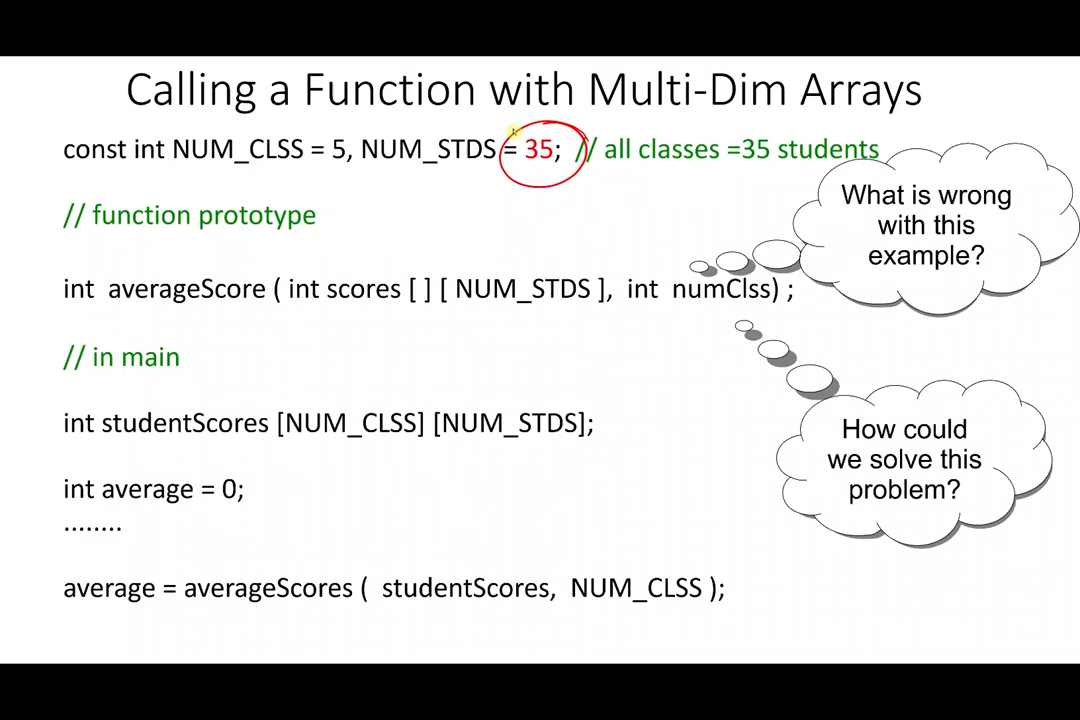 Calling a Function with Multi-Dim Arrays
const int NUM_CLSS = 5, NUM_STDS = 35; // all classes =35 students
What is wrong
with this
example?
// function prototype
int averageScore ( int scores [ ] [ NUM_STDS ], int numClss) ;
// in main
int studentScores [NUM_CLSS] [NUM_STDS];
How could
we solve this
problem?
int average = 0;
........
average = averageScores ( studentScores, NUM_CLSS );